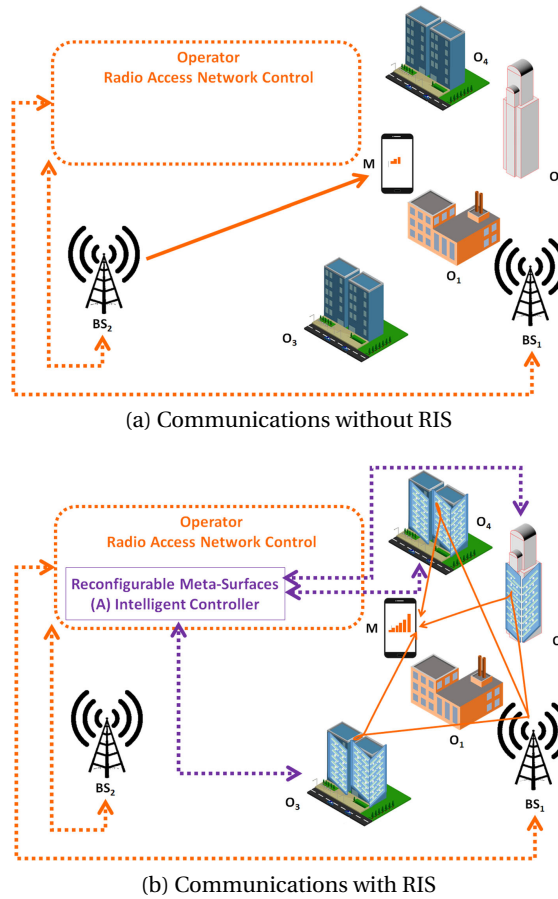 Operator
Radio Access Network Control
O4
M
O
O1
BS2
O3
BS1
(a) Communications without RIS
Operator
Radio Access Network Control
O4
Reconfigurable Meta-Surfaces
(A) Intelligent Controller
M
O
O1
BS2
O3
BS1
(b) Communications with RIS